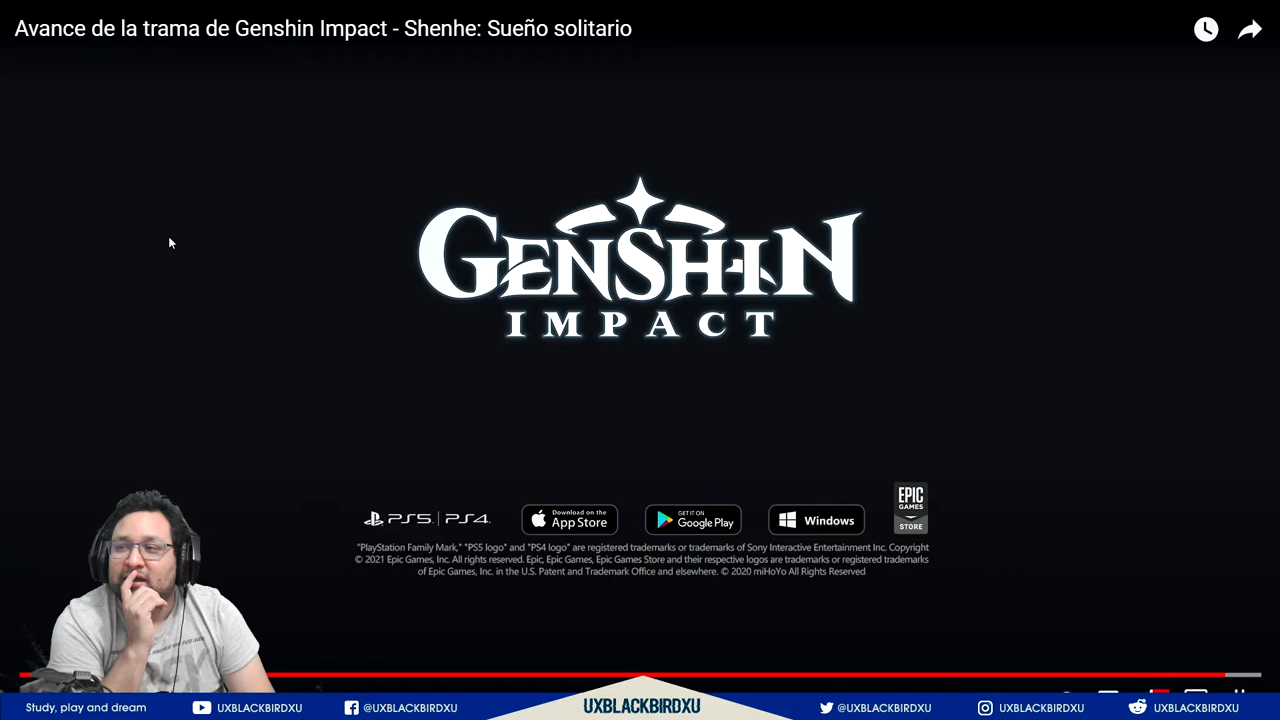 Avance de la trama de Genshin Impact - Shenhe: Sueño solitario
GENSHIN
IMPACT
PS5 | PS4
Download on the
App Store
GET IT ON
Google Play
Windows
EPIC
GAMES
STORE
"PlayStation Family Mark," "PS5 logo" and "PS4 logo" are registered trademarks or trademarks of Sony Interactive Entertainment Inc. Copyright
© 2021 Epic Games, Inc. All rights reserved. Epic, Epic Games, Epic Games Store and their respective logos are trademarks or registered trademarks
of Epic Games, Inc. in the U.S. Patent and Trademark Office and elsewhere. © 2020 miHoYo All Rights Reserved
Study, play and dream
UXBLACKBIRDXU
@UXBLACKBIRDXU
UXBLACKBIRDXU
@UXBLACKBIRDXU
UXBLACKBIRDXU
UXBLACKBIRDXU